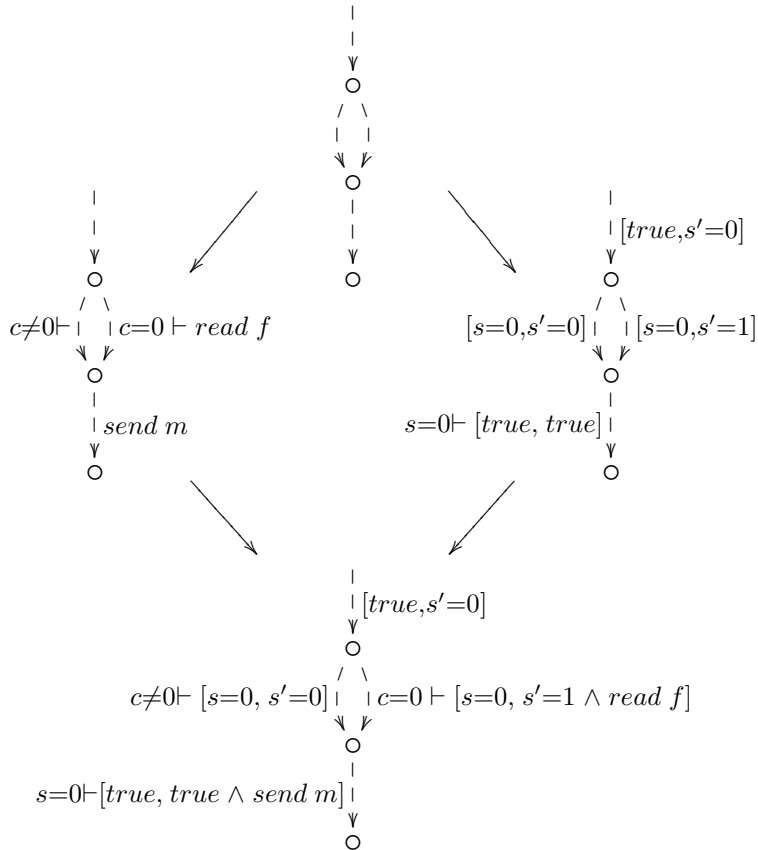 [true,s′=0]
c≠0⊢ c=0 ⊢ read f [s=0,s′=0] [s=0,s′=1]
send m s=0⊢ [true, true]
[true,s′=0]
c≠0⊢ [s=0, s′=0] c=0 ⊢ [s=0, s′=1 ∧ read f]
s=0⊢[true, true ∧ send m]